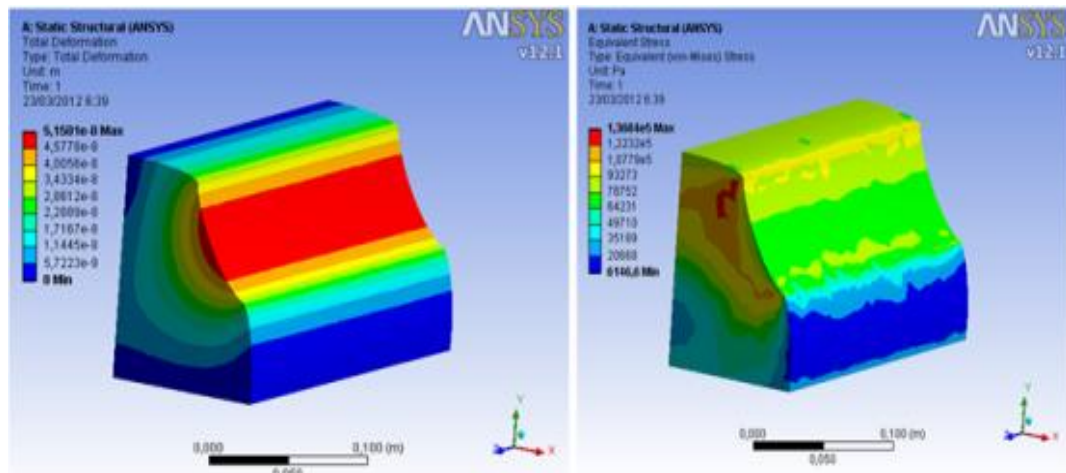 A: Static Structural (ANSYS)
Total Deformation
Type: Total Deformation
Unit: m
Time: 1
23/03/2012 6:39
5,1501e-8 Max
4,5778e-8
4,0056e-8
3,4334e-8
2,8612e-8
2,2889e-8
1,7167e-8
1,1445e-8
5,7223e-9
0 Min
ANSYS
v12.1
0,000
0,100 (m)
0,050
Y
Z
X
A: Static Structural (ANSYS)
Equivalent Stress
Type: Equivalent (von-Mises) Stress
Unit: Pa
Time: 1
23/03/2012 6:39
1,3684e5 Max
1,2232e5
1,0779e5
93273
78752
64231
49710
35189
20668
6146,6 Min
ANSYS
v12.1
0,000
0,100 (m)
0,050
Y
Z
X